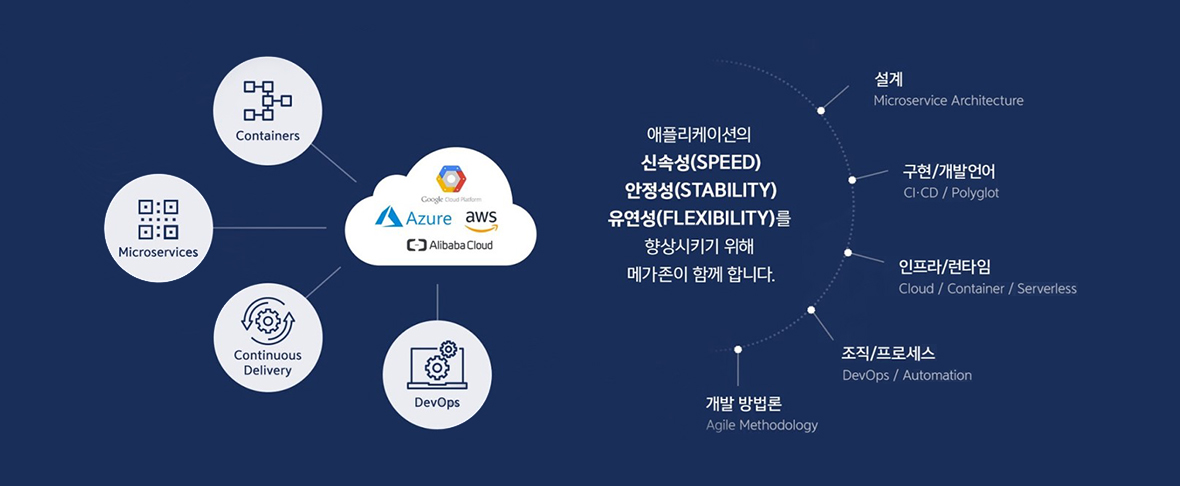 Containers
Microservices
Continuous
Delivery
DevOps
Google Cloud Platform
Azure
aws
Alibaba Cloud
애플리케이션의
신속성(SPEED)
안정성(STABILITY)
유연성(FLEXIBILITY)를
향상시키기 위해
메가존이 함께 합니다.
설계
Microservice Architecture
구현/개발언어
CI·CD / Polyglot
인프라/런타임
Cloud / Container / Serverless
조직/프로세스
DevOps / Automation
개발 방법론
Agile Methodology